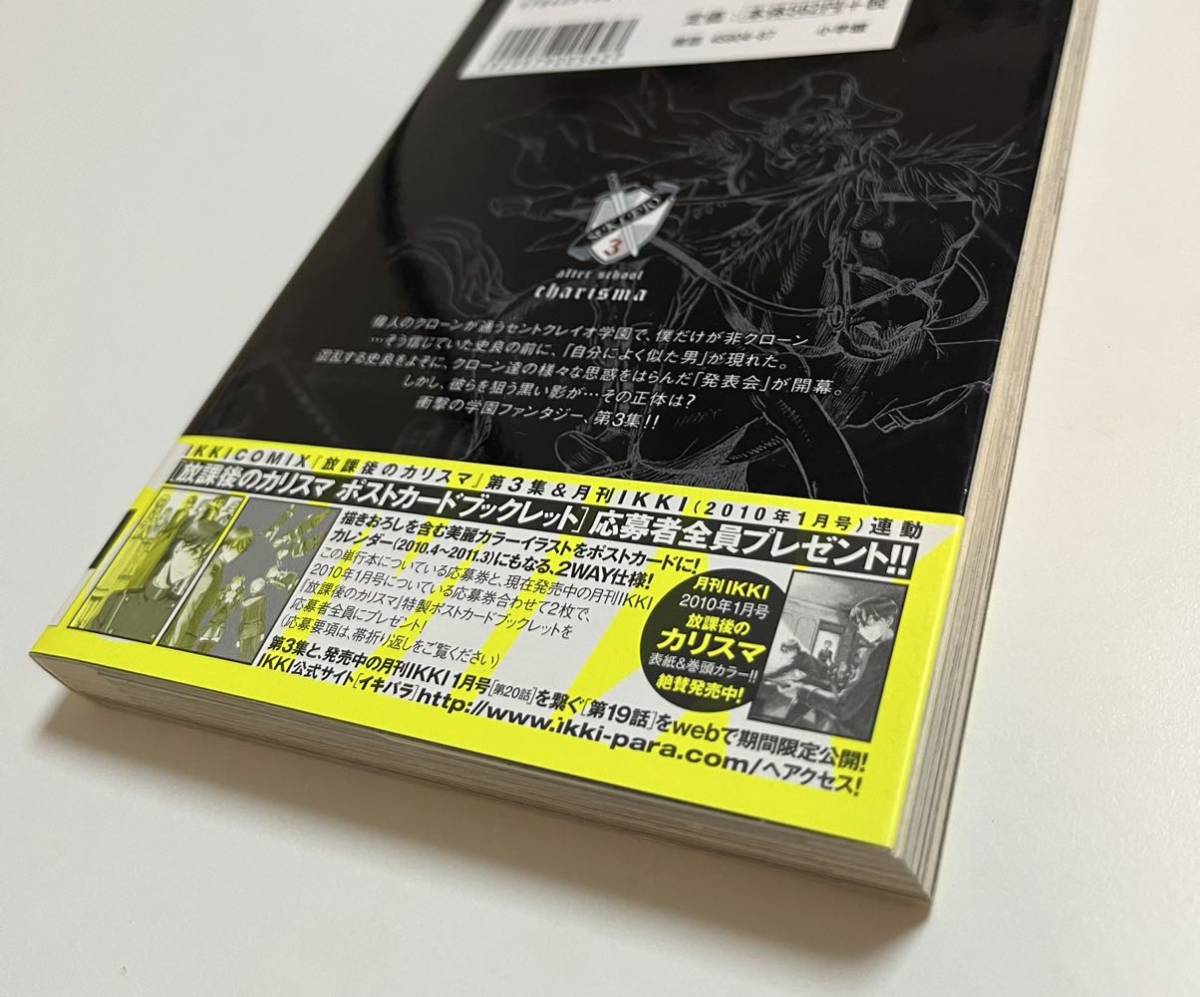 定価：[本体582円]+税
小学館
3
after school
charisma
偉人のクローンが通うセントクレイオ学園で、僕だけが非クローン
…そう信じていた史良の前に、「自分によく似た男」が現れた。
混乱する史良をよそに、クローン達の様々な思惑をはらんだ「発表会」が開幕。
しかし、彼らを狙う黒い影が…その正体は？
衝撃の学園ファンタジー、第3集!!
IKKICOMIX「放課後のカリスマ」第3集&月刊IKKI(2010年1月号)連動
[放課後のカリスマ ポストカードブックレット]応募者全員プレゼント!!
描きおろしを含む美麗カラーイラストをポストカードに!
カレンダー(2010.4~2011.3)にもなる、2WAY仕様!
この単行本についている応募券と、現在発売中の月刊IKKI
2010年1月号についている応募券合わせて2枚で、
『放課後のカリスマ』特製ポストカードブックレットを
応募者全員にプレゼント!
(応募要項は、帯折り返しをご覧ください)
月刊IKKI
2010年1月号
放課後の
カリスマ
表紙&巻頭カラー!!
絶賛発売中!
第3集と、発売中の月刊IKKI 1月号[第20話]を繋ぐ[第19話]をwebで期間限定公開!
IKKI公式サイト[イキパラ]http://www.ikki-para.com/へアクセス!